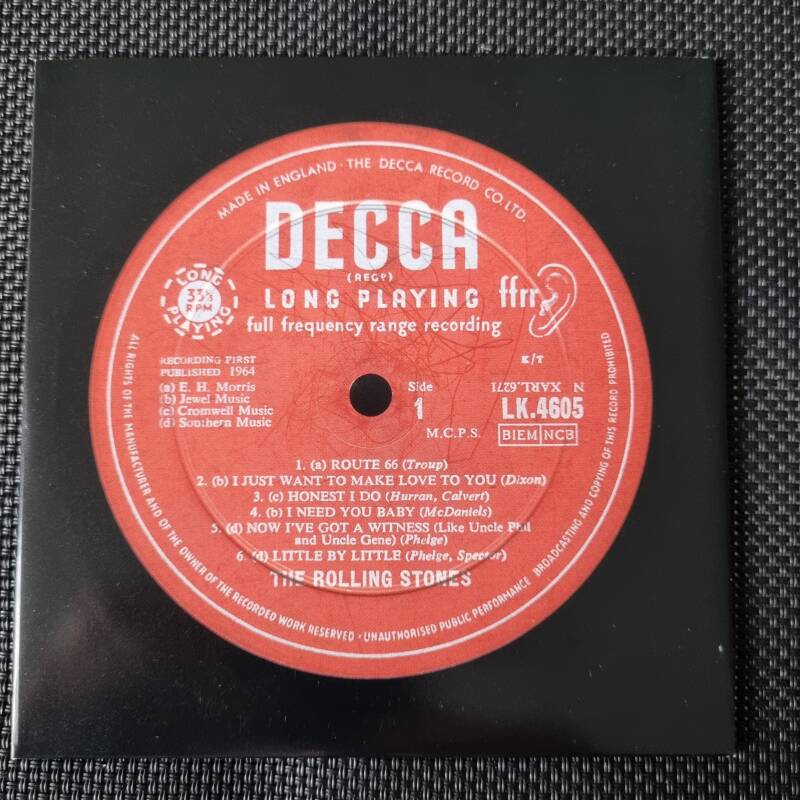 MADE IN ENGLAND · THE DECCA RECORD CO. LTD.
DECCA
(REGD)
LONG PLAYING
ffrr
full frequency range recording
LONG
33⅓
RPM
PLAYING
RECORDING FIRST
PUBLISHED 1964
(a) E. H. Morris
(b) Jewel Music
(c) Cromwell Music
(d) Southern Music
Side
1
M.C.P.S.
K/T
N XARL.6271
LK.4605
BIEM NCB
1. (a) ROUTE 66 (Troup)
2. (b) I JUST WANT TO MAKE LOVE TO YOU (Dixon)
3. (c) HONEST I DO (Hurran, Calvert)
4. (b) I NEED YOU BABY (McDaniels)
5. (d) NOW I'VE GOT A WITNESS (Like Uncle Phil
and Uncle Gene) (Phelge)
6. (d) LITTLE BY LITTLE (Phelge, Spector)
THE ROLLING STONES
ALL RIGHTS OF THE MANUFACTURER AND OF THE OWNER OF THE RECORDED WORK RESERVED · UNAUTHORISED PUBLIC PERFORMANCE BROADCASTING AND COPYING OF THIS RECORD PROHIBITED